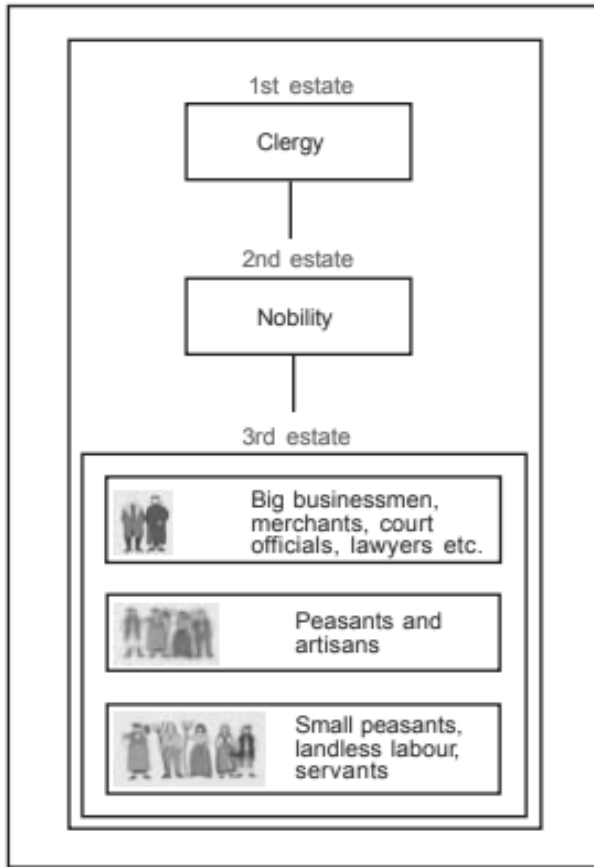 1st estate
Clergy
2nd estate
Nobility
3rd estate
Big businessmen,
merchants, court
officials, lawyers etc.
Peasants and
artisans
Small peasants,
landless labour,
servants